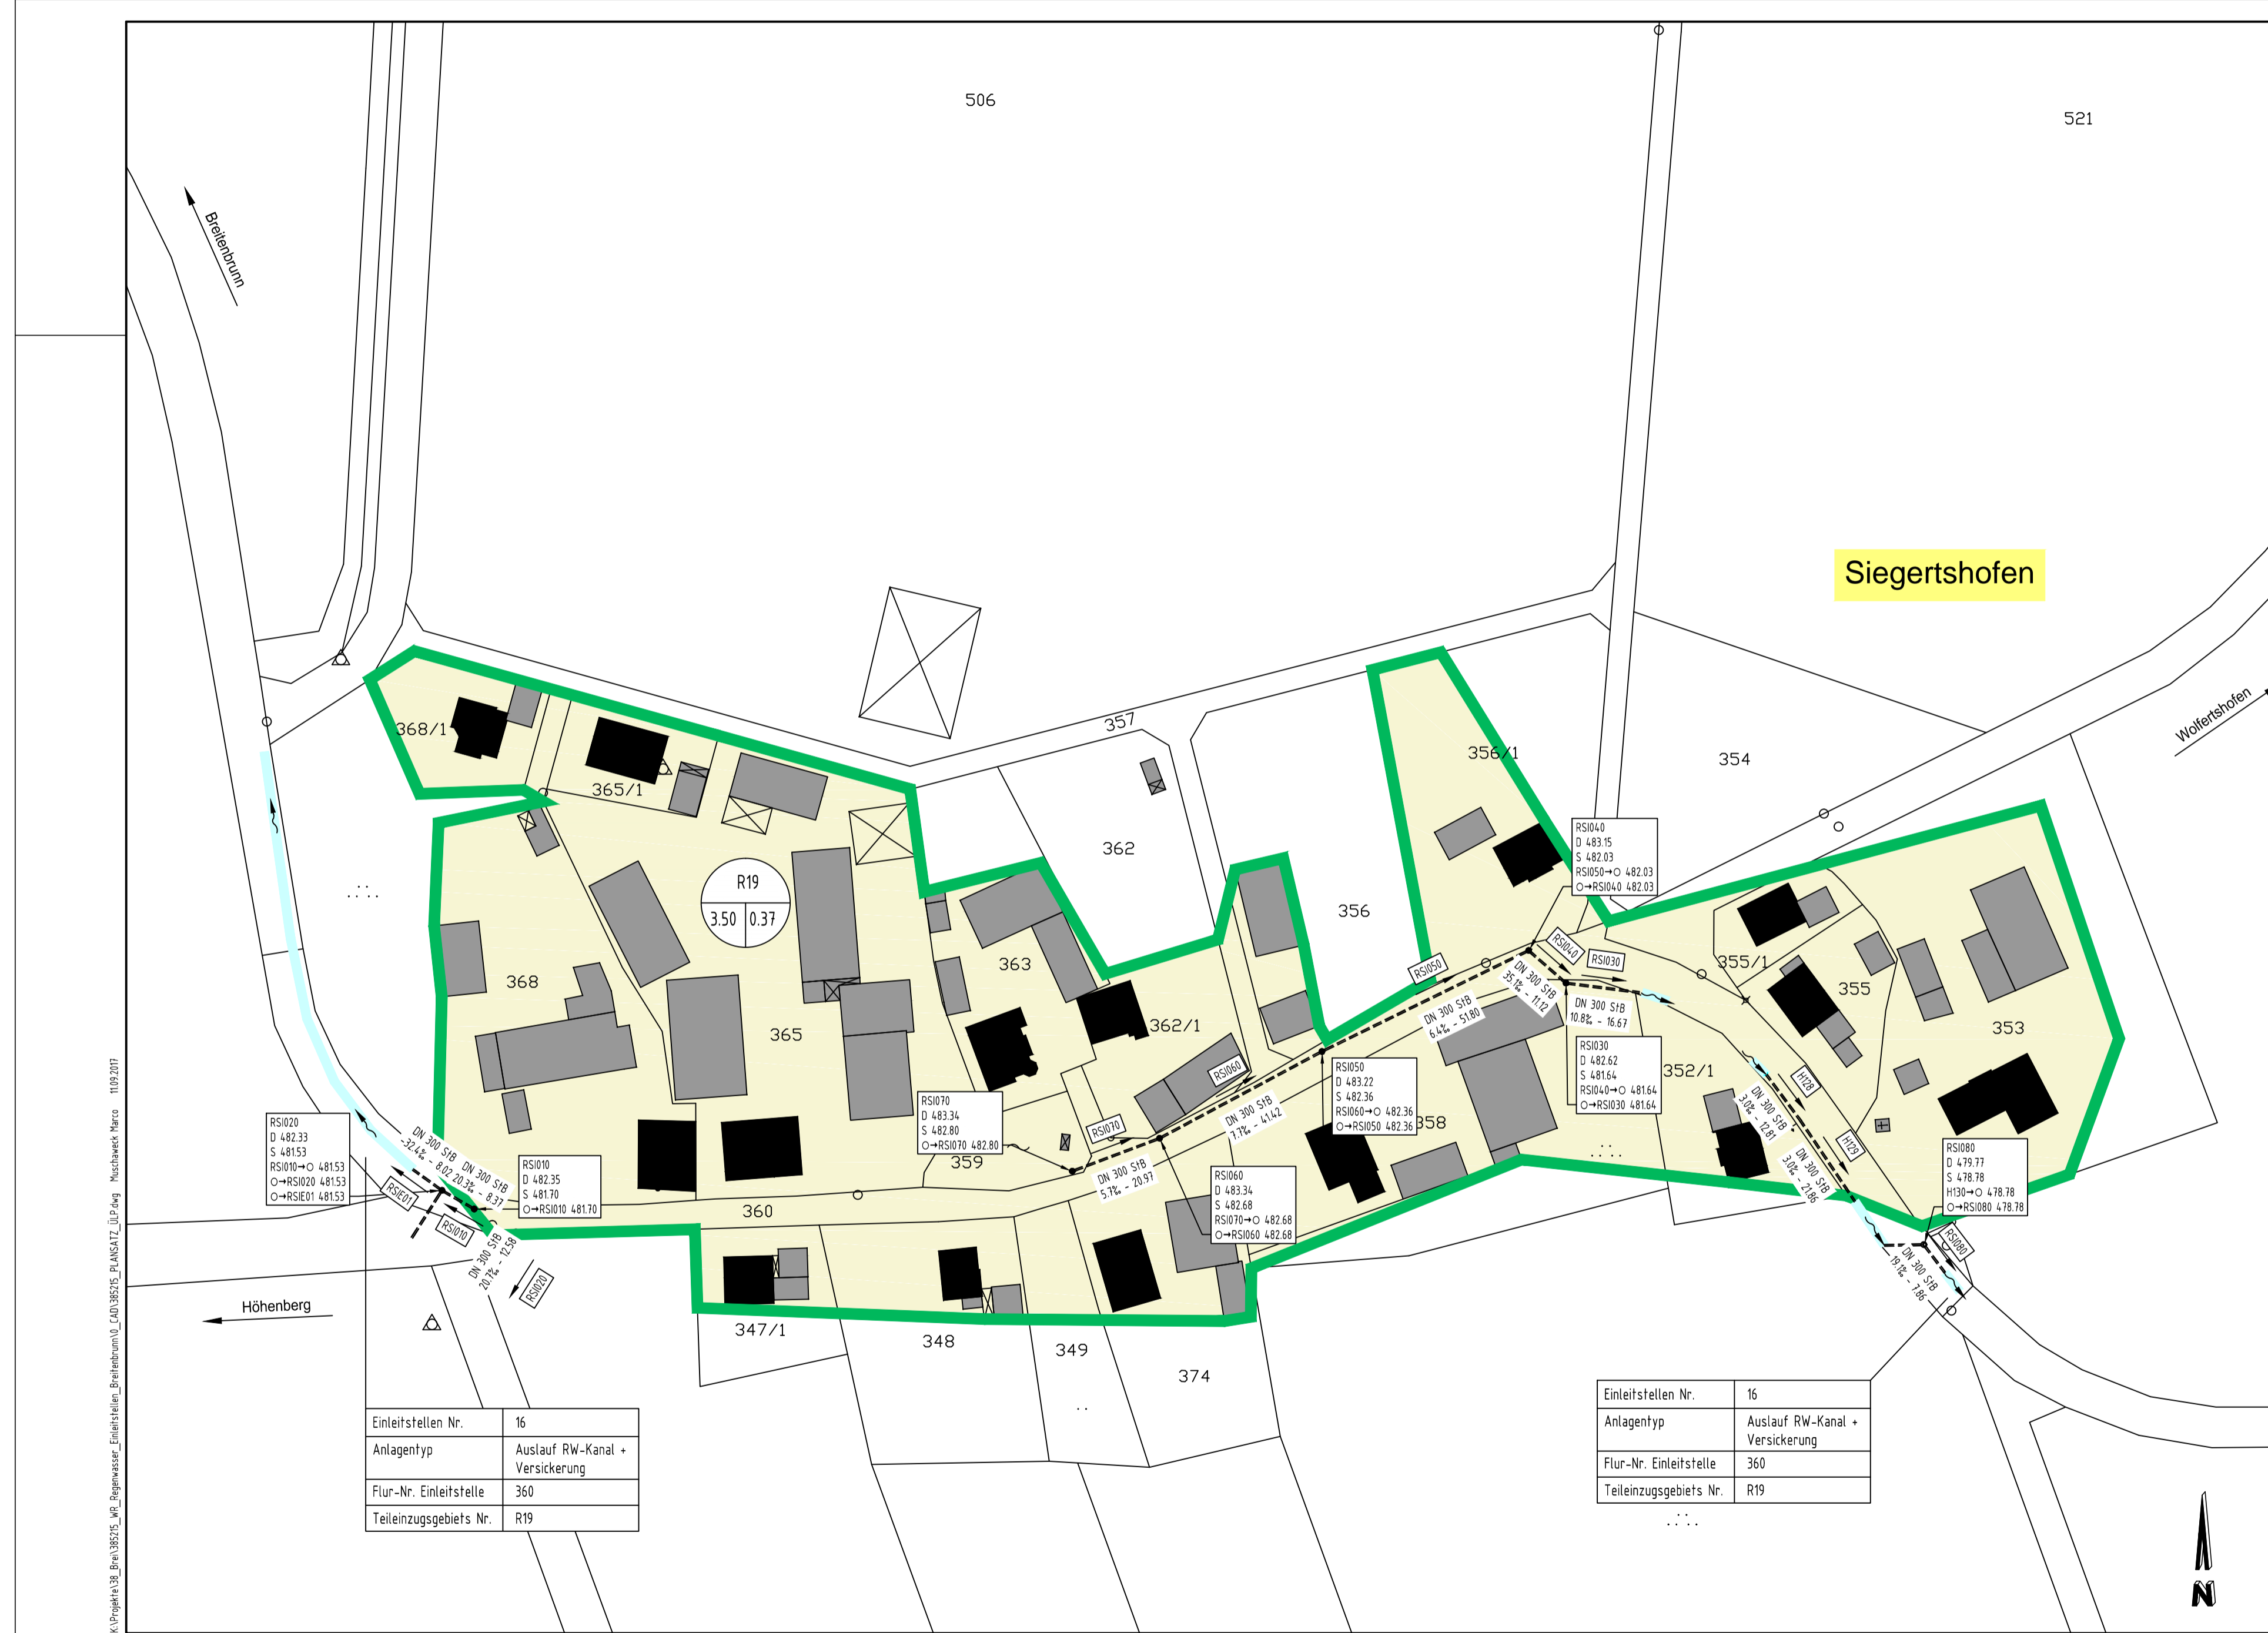 506
521
Breitenbrunn
Siegertshofen
Wolfertshofen
357
356/1
354
368/1
365/1
362
356
R19
3.50 0.37
368
365
363
362/1
359
360
358
352/1
355/1
355
353
347/1
348
349
374
Höhenberg
RSI040
D 483.15
S 482.03
RSI050→O 482.03
O→RSI040 482.03
RSI040
RSI030
RSI050
DN 300 StB
35.1‰ - 11.12
DN 300 StB
10.8‰ - 16.67
DN 300 StB
6.4‰ - 51.80
RSI030
D 482.62
S 481.64
RSI040→O 481.64
O→RSI030 481.64
RSI050
D 483.22
S 482.36
RSI060→O 482.36
O→RSI050 482.36
RSI060
DN 300 StB
7.7‰ - 41.42
RSI070
D 483.34
S 482.80
O→RSI070 482.80
RSI070
DN 300 StB
5.7‰ - 20.97
RSI060
D 483.34
S 482.68
RSI070→O 482.68
O→RSI060 482.68
H128
DN 300 StB
3.0‰ - 12.81
H129
DN 300 StB
3.0‰ - 21.86
RSI080
D 479.77
S 478.78
H130→O 478.78
O→RSI080 478.78
RSI080
DN 300 StB
19.1‰ - 7.86
RSI020
D 482.33
S 481.53
RSI010→O 481.53
O→RSI020 481.53
O→RSIE01 481.53
DN 300 StB
-32.4‰ - 8.02
DN 300 StB
20.3‰ - 8.37
RSI010
D 482.35
S 481.70
O→RSI010 481.70
RSIE01
RSI010
DN 300 StB
20.7‰ - 12.58
RSI020
Einleitstellen Nr. 16
Anlagentyp Auslauf RW-Kanal +
Versickerung
Flur-Nr. Einleitstelle 360
Teileinzugsgebiets Nr. R19
Einleitstellen Nr. 16
Anlagentyp Auslauf RW-Kanal +
Versickerung
Flur-Nr. Einleitstelle 360
Teileinzugsgebiets Nr. R19
N
K:\Projekte\38_Brei\385215_WR_Regenwasser_Einleitstellen_Breitenbrunn\0_CAD\385215_PLANSATZ_ÜLP.dwg Muschaweck Marco 11.09.2017